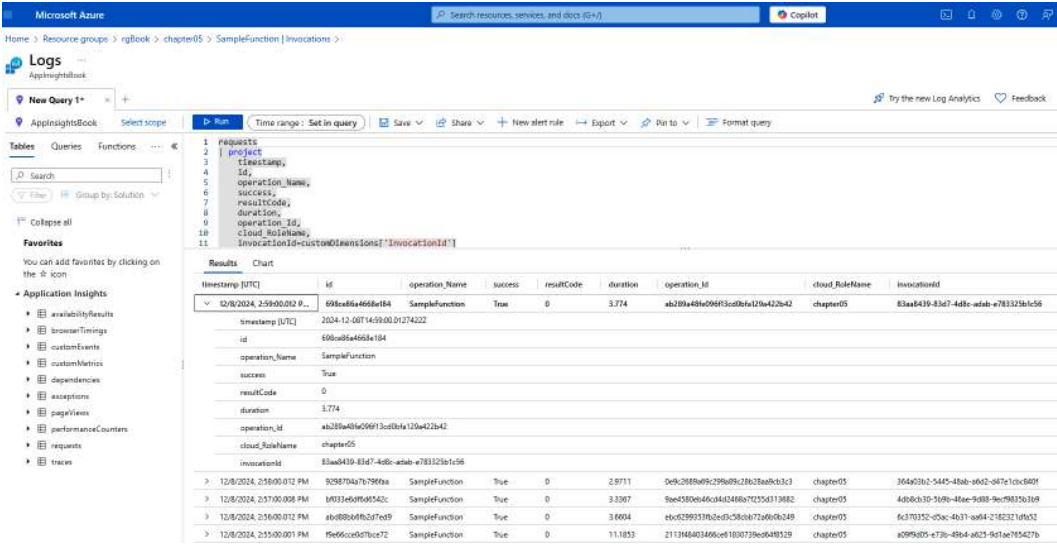 Microsoft Azure
Search resources, services, and docs (G+/)
Copilot
Home > Resource groups > rgBook > chapter05 > SampleFunction | Invocations >
Logs ...
AppInsightsBook
New Query 1* × +
Try the new Log Analytics Feedback
AppInsightsBook Select scope
Run Time range : Set in query Save Share New alert rule Export Pin to Format query
Tables Queries Functions ...
Search
Filter Group by: Solution
Collapse all
Favorites
You can add favorites by clicking on
the ☆ icon
Application Insights
availabilityResults
browserTimings
customEvents
customMetrics
dependencies
exceptions
pageViews
performanceCounters
requests
traces
1 requests
2 | project
3 timestamp,
4 id,
5 operation_Name,
6 success,
7 resultCode,
8 duration,
9 operation_Id,
10 cloud_RoleName,
11 invocationId=customDimensions['InvocationId']
Results Chart
timestamp [UTC] id operation_Name success resultCode duration operation_Id cloud_RoleName invocationId
12/8/2024, 2:59:00.012 P... 698ce86a4668e184 SampleFunction True 0 3.774 ab289a48fe096f13cd0bfa129a422b42 chapter05 83aa8439-83d7-4d8c-adab-e783325b1c56
timestamp [UTC] 2024-12-08T14:59:00.0127422Z
id 698ce86a4668e184
operation_Name SampleFunction
success True
resultCode 0
duration 3.774
operation_Id ab289a48fe096f13cd0bfa129a422b42
cloud_RoleName chapter05
invocationId 83aa8439-83d7-4d8c-adab-e783325b1c56
12/8/2024, 2:58:00.012 PM 9298704a7b796faa SampleFunction True 0 2.9711 0e9c2689a69c299a89c28b28aa9cb3c3 chapter05 364a03b2-5445-48ab-a6d2-d47e1cbc840f
12/8/2024, 2:57:00.008 PM bf033e6df6d6542c SampleFunction True 0 3.3367 9ae4580eb46cd4d2468a7f255d313682 chapter05 4db8cb30-5b9b-46ae-9d88-9ecf9835b3b9
12/8/2024, 2:56:00.012 PM abd88bb6fb2d7ed9 SampleFunction True 0 3.6604 ebc6299353fb2ed3c58cbb72a6b0b249 chapter05 6c370352-d5ac-4b31-aa64-2182321dfa52
12/8/2024, 2:55:00.001 PM f9e66cce0d7bce72 SampleFunction True 0 11.1853 2113f48403466ce61830739ed64f8529 chapter05 a09f9d05-e73b-49b4-a625-9d1ae765427b